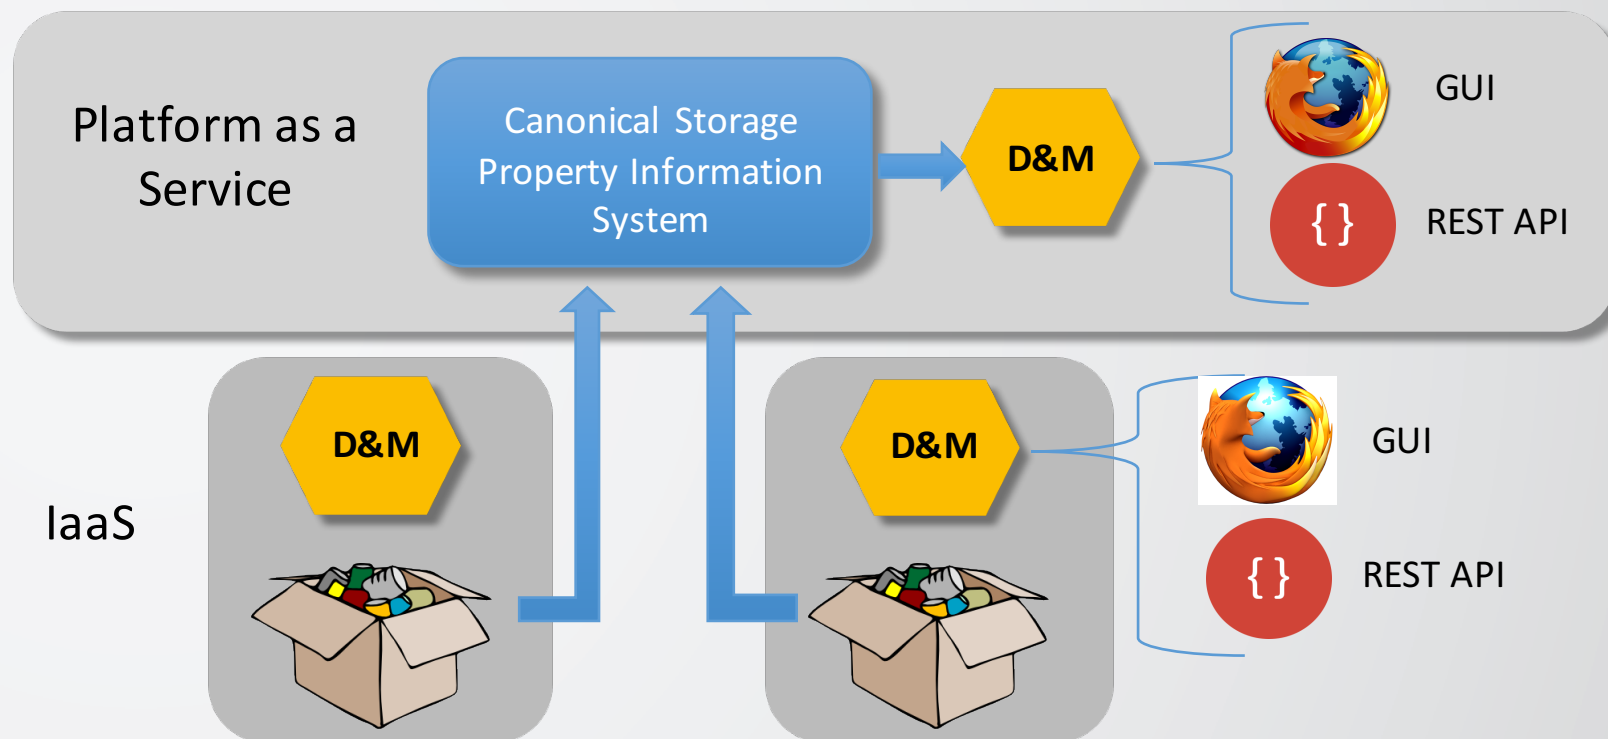 Platform as a
Service
Canonical Storage
Property Information
System
D&M
GUI
{ }
REST API
IaaS
D&M
D&M
GUI
{ }
REST API